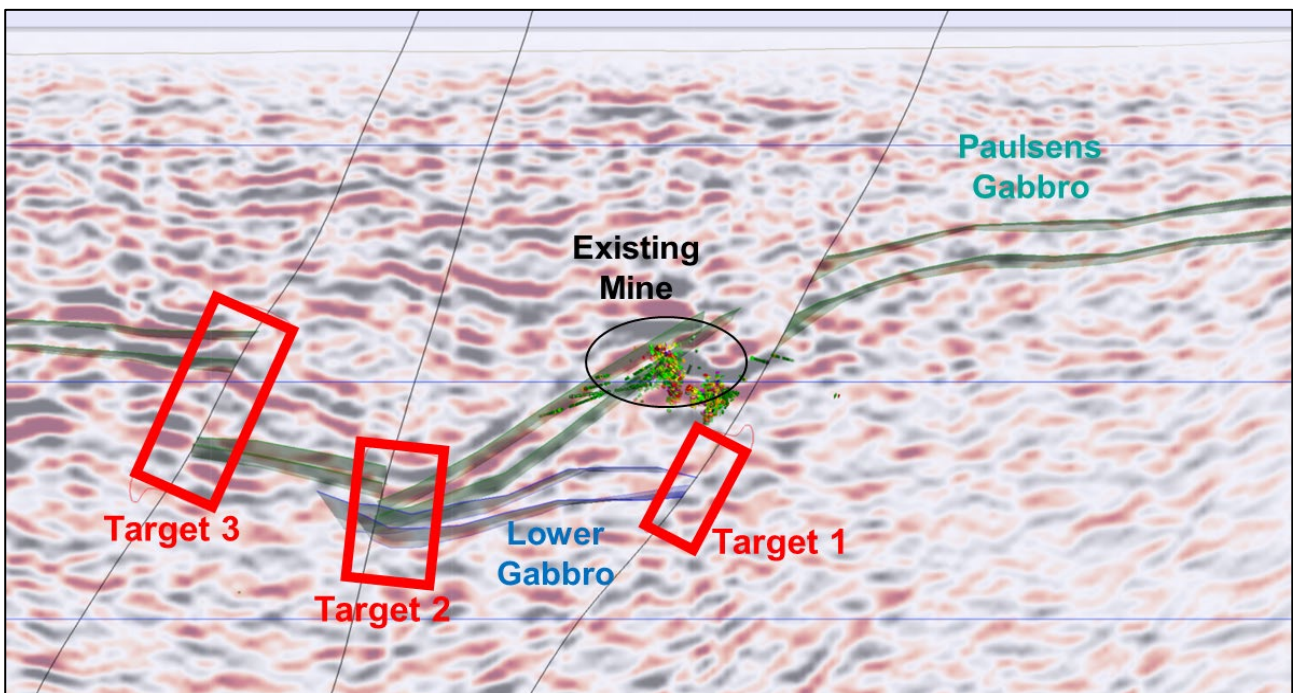 Paulsens
Gabbro
Existing
Mine
Target 3
Lower
Gabbro
Target 1
Target 2